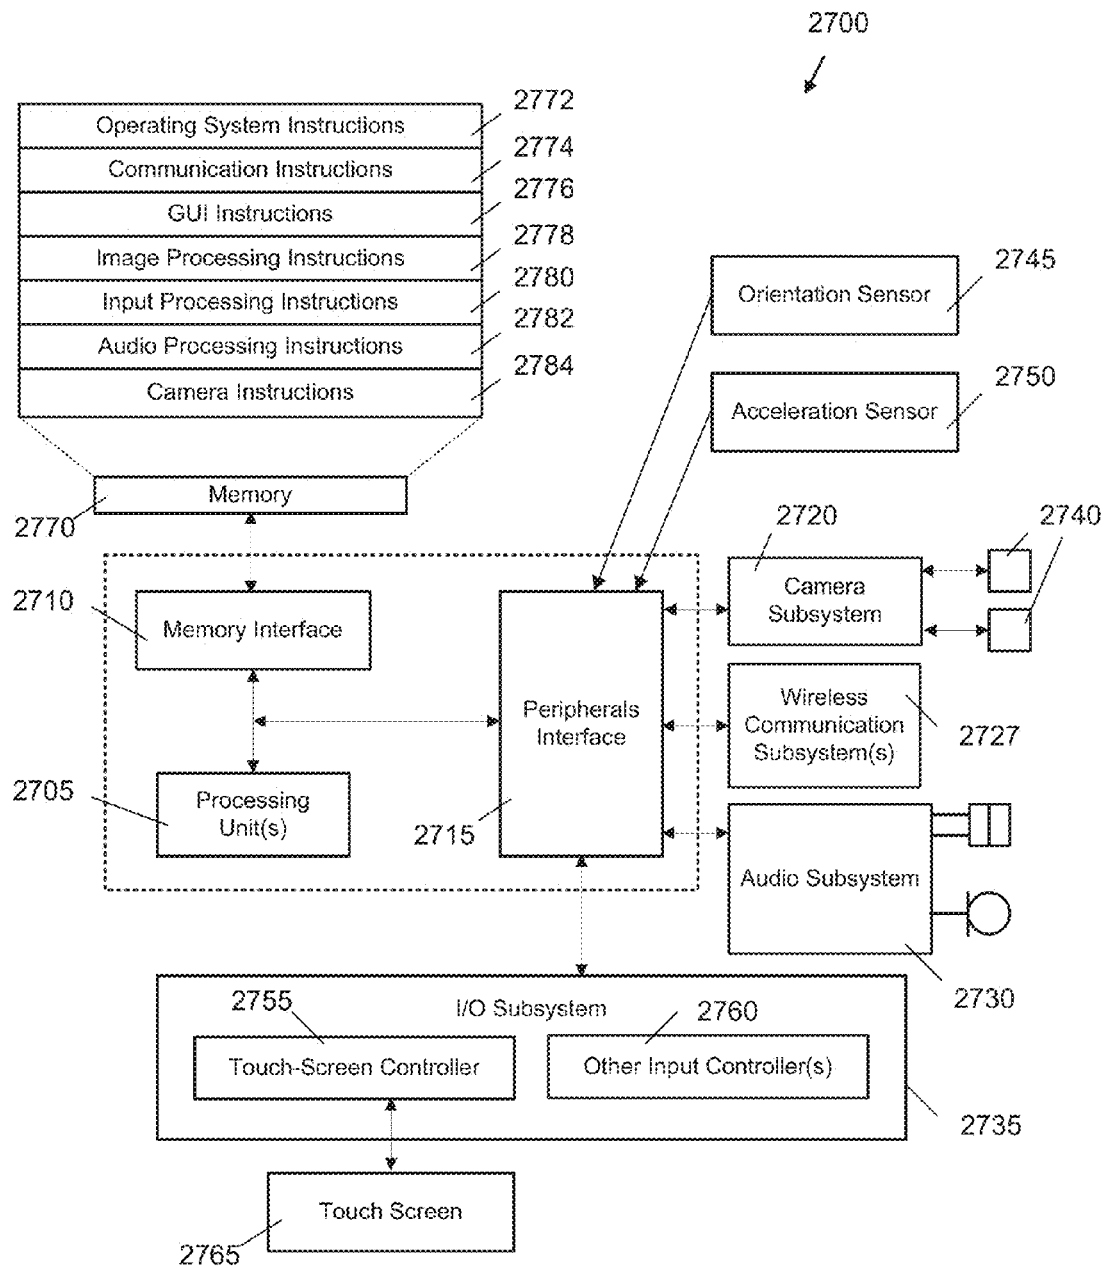 2700
2772
Operating System Instructions
2774
Communication Instructions
2776
GUI Instructions
2778
Image Processing Instructions
2780
Input Processing Instructions
2782
Audio Processing Instructions
2784
Camera Instructions
2745
Orientation Sensor
2750
Acceleration Sensor
Memory
2770
2720
2740
Camera
Subsystem
2710
Memory Interface
Peripherals
Interface
2715
Wireless
Communication
Subsystem(s)
2727
2705
Processing
Unit(s)
Audio Subsystem
2730
I/O Subsystem
2755
Touch-Screen Controller
2760
Other Input Controller(s)
2735
Touch Screen
2765